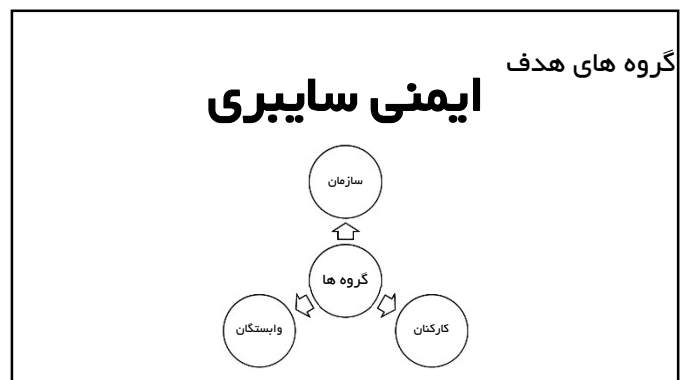 گروه های هدف
ایمنی سایبری
سازمان
گروه ها
کارکنان
وابستگان